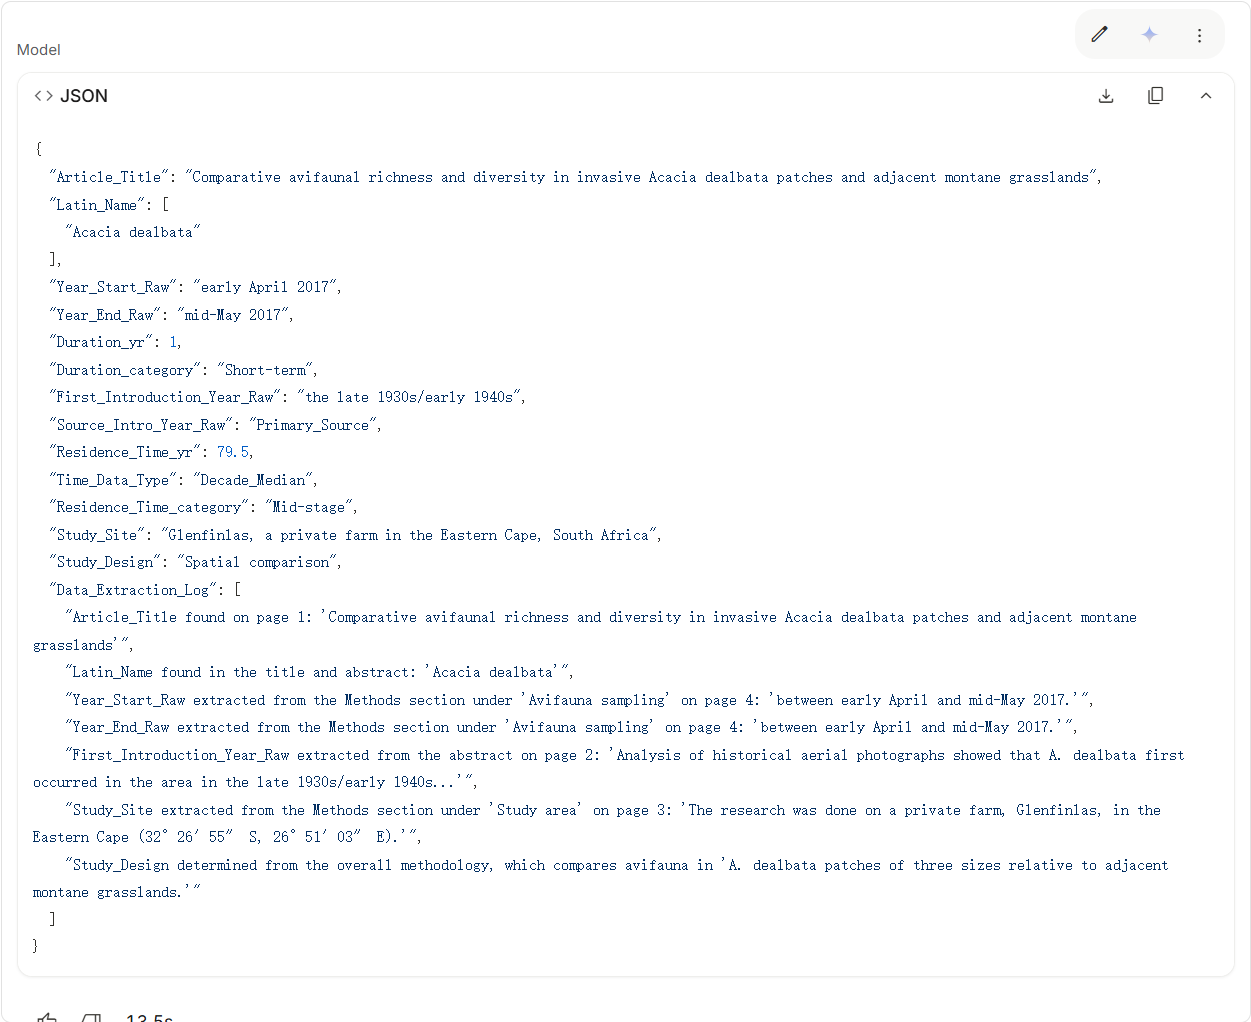 Model
<> JSON
{
"Article_Title": "Comparative avifaunal richness and diversity in invasive Acacia dealbata patches and adjacent montane grasslands",
"Latin_Name": [
"Acacia dealbata"
],
"Year_Start_Raw": "early April 2017",
"Year_End_Raw": "mid-May 2017",
"Duration_yr": 1,
"Duration_category": "Short-term",
"First_Introduction_Year_Raw": "the late 1930s/early 1940s",
"Source_Intro_Year_Raw": "Primary_Source",
"Residence_Time_yr": 79.5,
"Time_Data_Type": "Decade_Median",
"Residence_Time_category": "Mid-stage",
"Study_Site": "Glenfinlas, a private farm in the Eastern Cape, South Africa",
"Study_Design": "Spatial comparison",
"Data_Extraction_Log": [
"Article_Title found on page 1: 'Comparative avifaunal richness and diversity in invasive Acacia dealbata patches and adjacent montane
grasslands'",
"Latin_Name found in the title and abstract: 'Acacia dealbata'",
"Year_Start_Raw extracted from the Methods section under 'Avifauna sampling' on page 4: 'between early April and mid-May 2017.'",
"Year_End_Raw extracted from the Methods section under 'Avifauna sampling' on page 4: 'between early April and mid-May 2017.'",
"First_Introduction_Year_Raw extracted from the abstract on page 2: 'Analysis of historical aerial photographs showed that A. dealbata first
occurred in the area in the late 1930s/early 1940s...'",
"Study_Site extracted from the Methods section under 'Study area' on page 3: 'The research was done on a private farm, Glenfinlas, in the
Eastern Cape (32°26′55″ S, 26°51′03″ E).'",
"Study_Design determined from the overall methodology, which compares avifauna in 'A. dealbata patches of three sizes relative to adjacent
montane grasslands.'"
]
}
13.5s